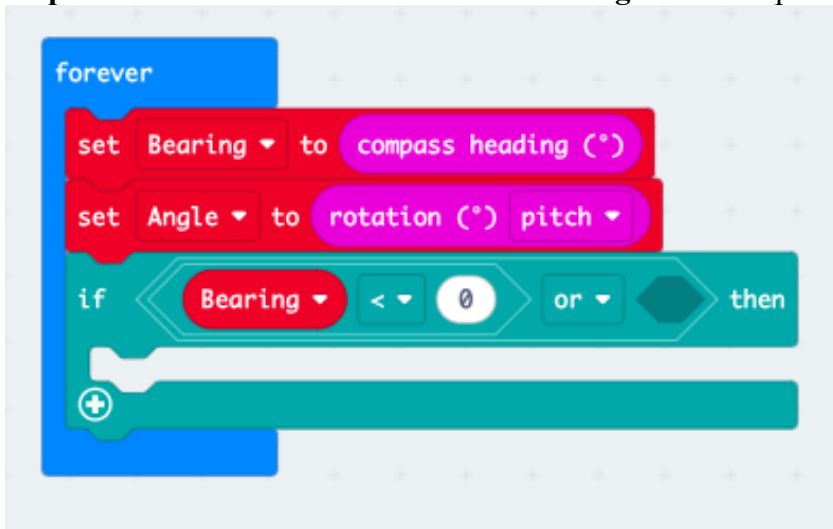 forever
set Bearing to compass heading (°)
set Angle to rotation (°) pitch
if Bearing < 0 or then